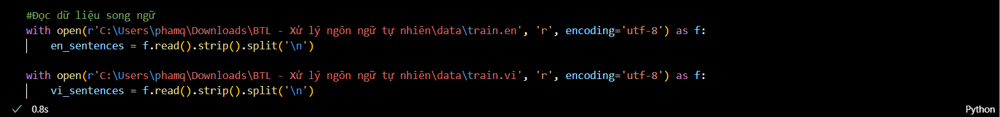 #Đọc dữ liệu song ngữ
with open(r'C:\Users\phamq\Downloads\BTL - Xử lý ngôn ngữ tự nhiên\data\train.en', 'r', encoding='utf-8') as f:
    en_sentences = f.read().strip().split('\n')

with open(r'C:\Users\phamq\Downloads\BTL - Xử lý ngôn ngữ tự nhiên\data\train.vi', 'r', encoding='utf-8') as f:
    vi_sentences = f.read().strip().split('\n')
0.8s
Python